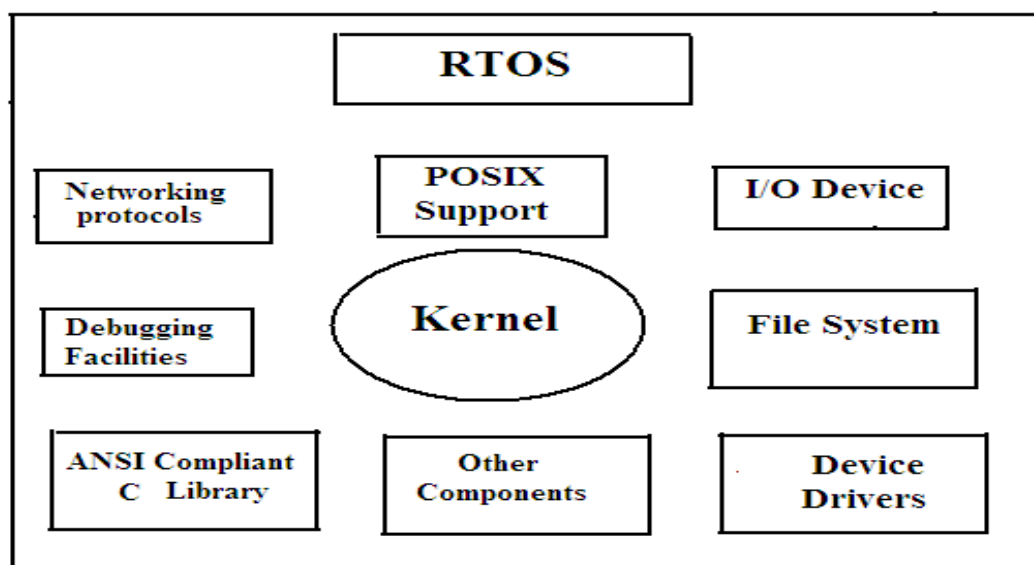 RTOS
Networking
protocols
POSIX
Support
I/O Device
Debugging
Facilities
Kernel
File System
ANSI Compliant
C Library
Other
Components
Device
Drivers